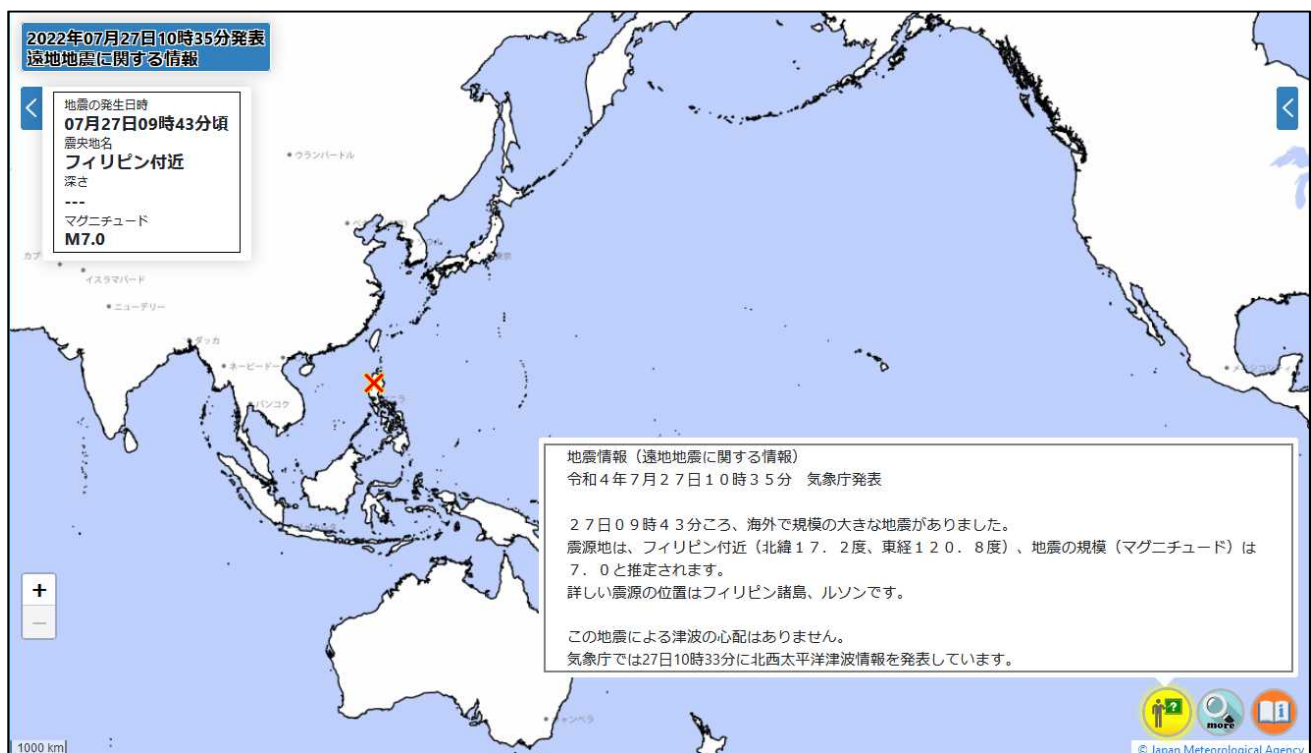 2022年07月27日10時35分発表
遠地地震に関する情報
地震の発生日時
07月27日09時43分頃
震央地名
フィリピン付近
深さ
---
マグニチュード
M7.0
ウランバートル
イスラマバード
ニューデリー
ダッカ
ネーピードー
バンコク
東京
地震情報（遠地地震に関する情報）
令和４年７月２７日１０時３５分　気象庁発表
２７日０９時４３分ころ、海外で規模の大きな地震がありました。
震源地は、フィリピン付近（北緯１７．２度、東経１２０．８度）、地震の規模（マグニチュード）は
７．０と推定されます。
詳しい震源の位置はフィリピン諸島、ルソンです。
この地震による津波の心配はありません。
気象庁では27日10時33分に北西太平洋津波情報を発表しています。
+
−
more
1000 km
© Japan Meteorological Agency